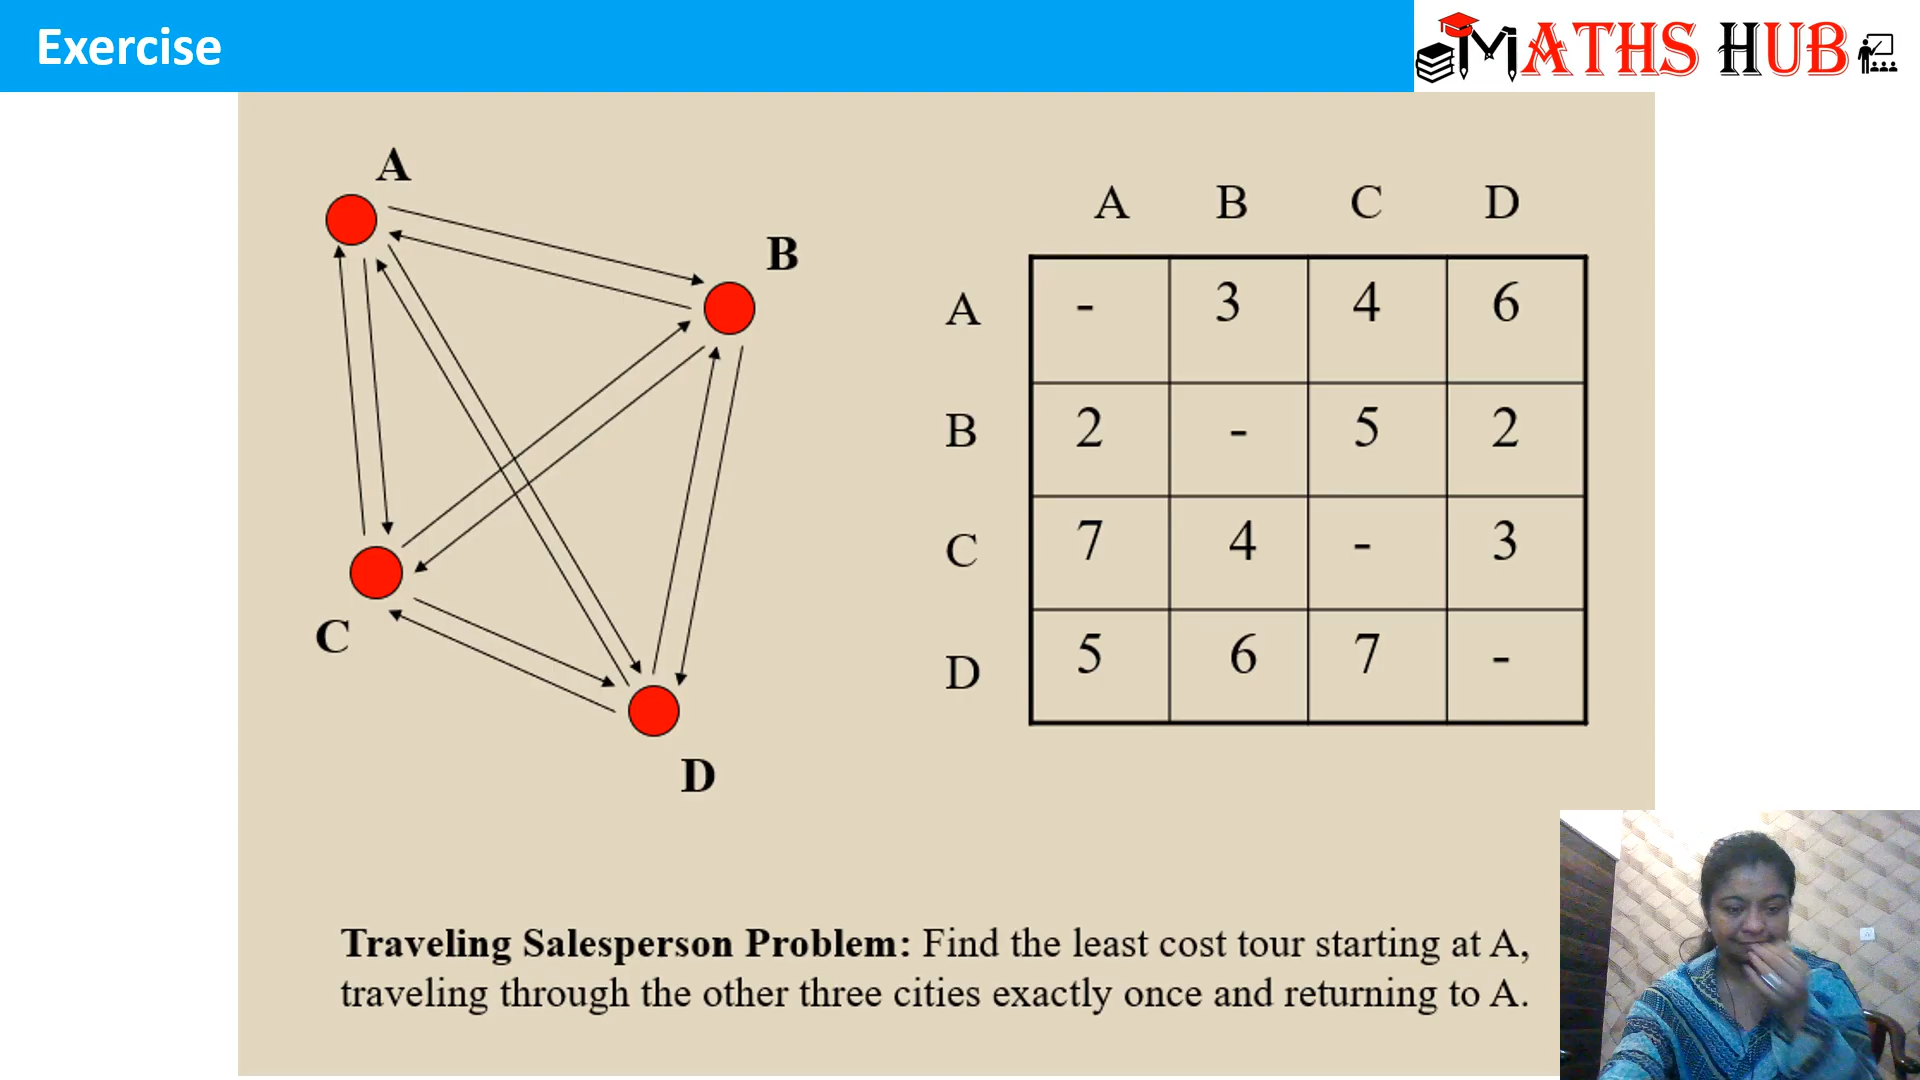 Exercise
MATHS HUB
A
B
C
D
A B C D
A - 3 4 6
B 2 - 5 2
C 7 4 - 3
D 5 6 7 -
Traveling Salesperson Problem: Find the least cost tour starting at A,
traveling through the other three cities exactly once and returning to A.